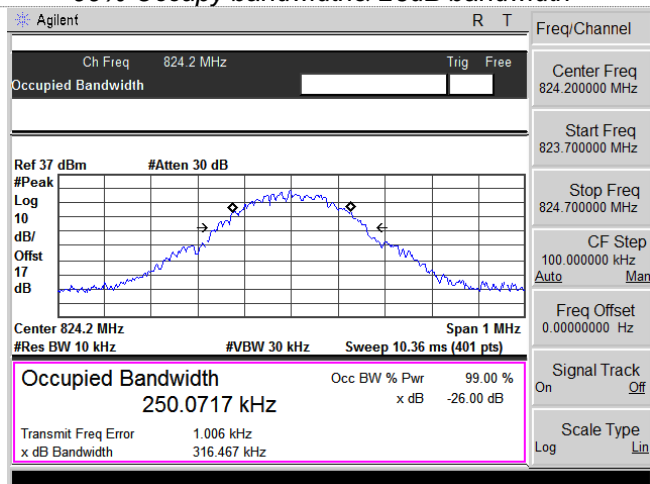 99% Occupy bandwidths/-26dB bandwidth
Agilent R T
Ch Freq 824.2 MHz Trig Free
Occupied Bandwidth
Ref 37 dBm #Atten 30 dB
#Peak
Log
10
dB/
Offst
17
dB
Center 824.2 MHz Span 1 MHz
#Res BW 10 kHz #VBW 30 kHz Sweep 10.36 ms (401 pts)
Occupied Bandwidth Occ BW % Pwr 99.00 %
250.0717 kHz x dB -26.00 dB
Transmit Freq Error 1.006 kHz
x dB Bandwidth 316.467 kHz
Freq/Channel
Center Freq
824.200000 MHz
Start Freq
823.700000 MHz
Stop Freq
824.700000 MHz
CF Step
100.000000 kHz
Auto Man
Freq Offset
0.00000000 Hz
Signal Track
On Off
Scale Type
Log Lin